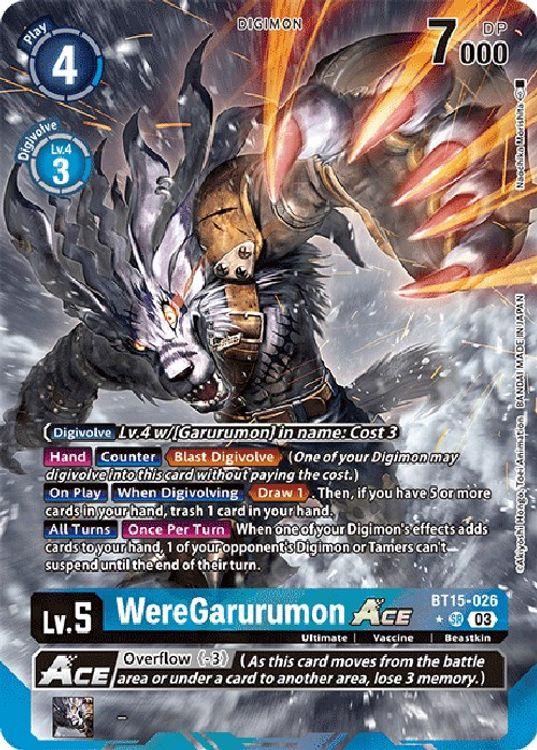 DIGIMON
Play
4
7000
DP
Digivolve
Lv.4
3
Naochika Morishita
©Akiyoshi Hongo, Toei Animation BANDAI MADE IN JAPAN
Digivolve Lv.4 w/[Garurumon] in name: Cost 3
Hand Counter Blast Digivolve (One of your Digimon may
digivolve into this card without paying the cost.)
On Play When Digivolving Draw 1. Then, if you have 5 or more
cards in your hand, trash 1 card in your hand.
All Turns Once Per Turn When one of your Digimon's effects adds
cards to your hand, 1 of your opponent's Digimon or Tamers can't
suspend until the end of their turn.
BT15-026
Lv.5 WereGarurumon ACE
SR 03
Ultimate | Vaccine | Beastkin
ACE Overflow ⟨-3⟩ (As this card moves from the battle
area or under a card to another area, lose 3 memory.)
-